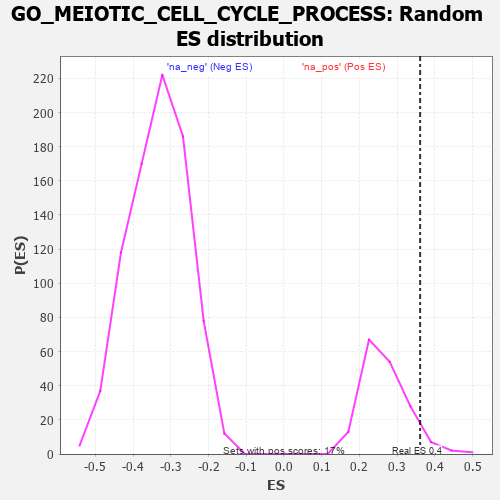 GO_MEIOTIC_CELL_CYCLE_PROCESS: Random
ES distribution
'na_neg' (Neg ES)
'na_pos' (Pos ES)
220
200
180
160
140
120
100
80
60
40
20
0
P(ES)
Sets with pos scores: 17%
Real ES 0.4
-0.5 -0.4 -0.3 -0.2 -0.1 0.0 0.1 0.2 0.3 0.4 0.5
ES